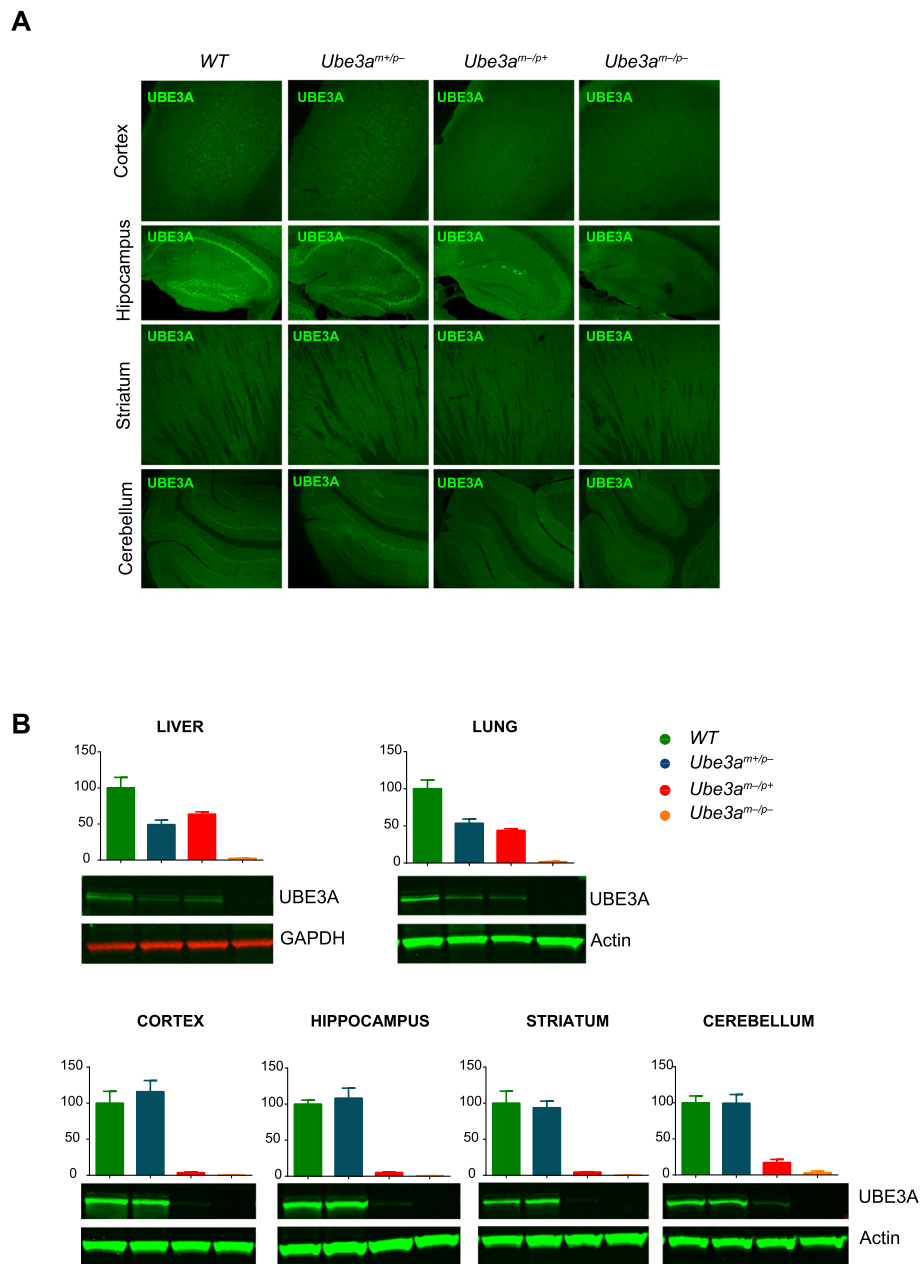 A
WT Ube3a^m+/p– Ube3a^m–/p+ Ube3a^m–/p–
Cortex
UBE3A UBE3A UBE3A UBE3A
Hipocampus
UBE3A UBE3A UBE3A UBE3A
Striatum
UBE3A UBE3A UBE3A UBE3A
Cerebellum
UBE3A UBE3A UBE3A UBE3A
B
LIVER
150
100
50
0
UBE3A
GAPDH
LUNG
150
100
50
0
UBE3A
Actin
WT
Ube3a^m+/p–
Ube3a^m–/p+
Ube3a^m–/p–
CORTEX
150
100
50
0
HIPPOCAMPUS
150
100
50
0
STRIATUM
150
100
50
0
CEREBELLUM
150
100
50
0
UBE3A
Actin